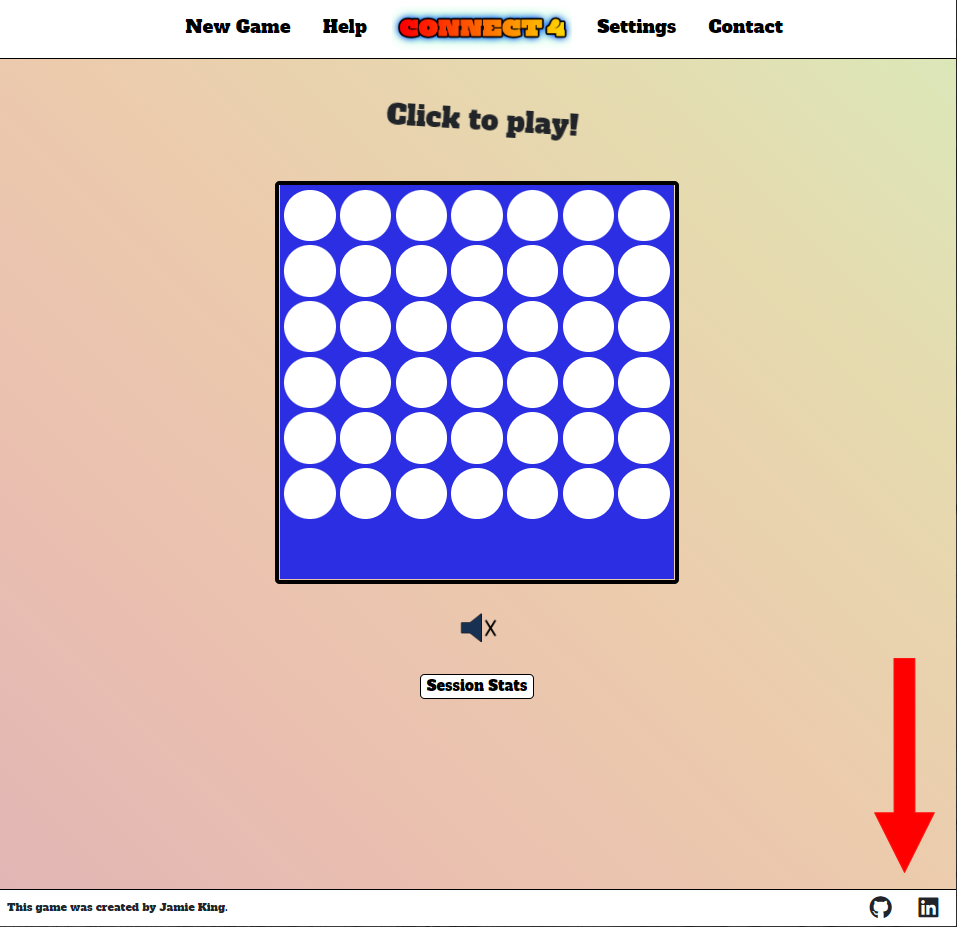 New Game Help CONNECT 4 Settings Contact
Click to play!
X
Session Stats
This game was created by Jamie King.
in